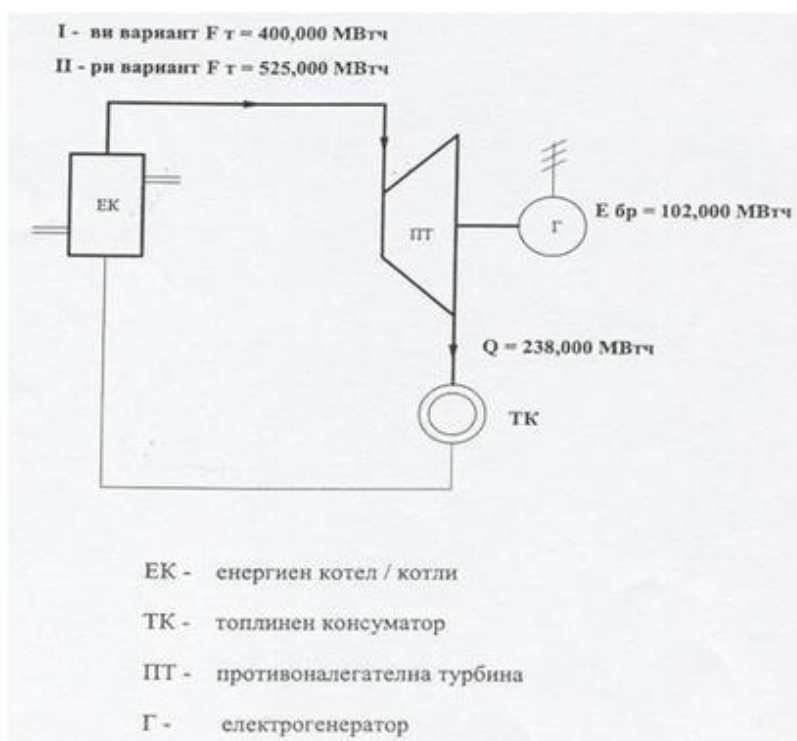 I - ви вариант F т = 400,000 МВтч
II - ри вариант F т = 525,000 МВтч
ЕК
ПТ
Г
Е бр = 102,000 МВтч
Q = 238,000 МВтч
ТК
ЕК - енергиен котел / котли
ТК - топлинен консуматор
ПТ - противоналегателна турбина
Г - електрогенератор